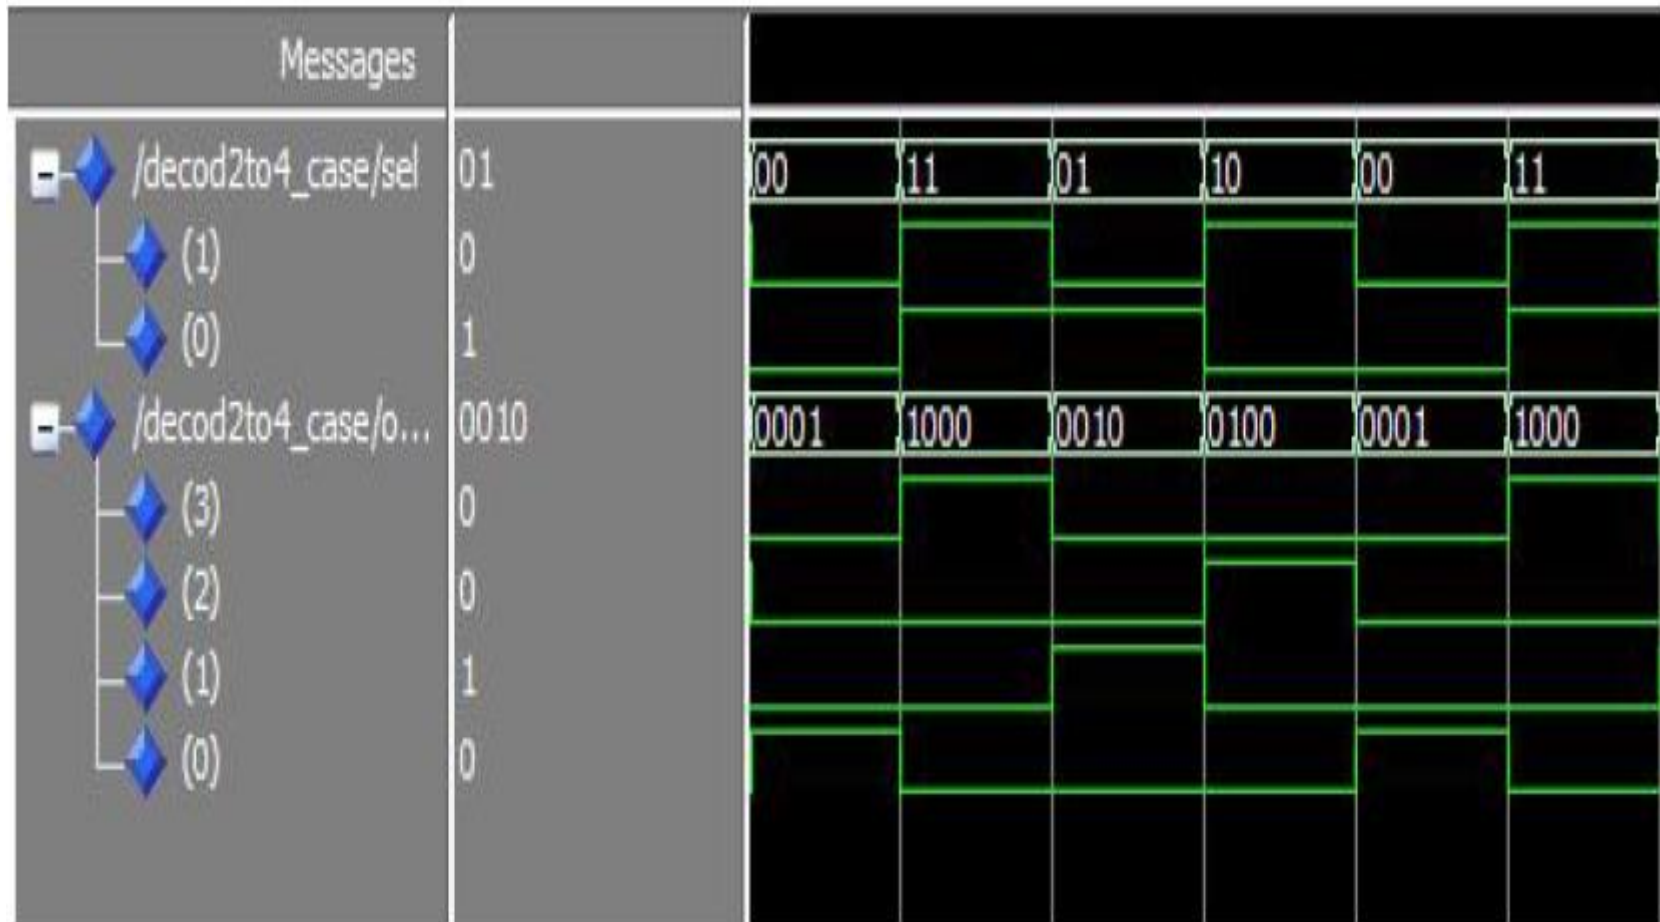 Messages
/decod2to4_case/sel 01 00 11 01 10 00 11
(1) 0
(0) 1
/decod2to4_case/o... 0010 0001 1000 0010 0100 0001 1000
(3) 0
(2) 0
(1) 1
(0) 0